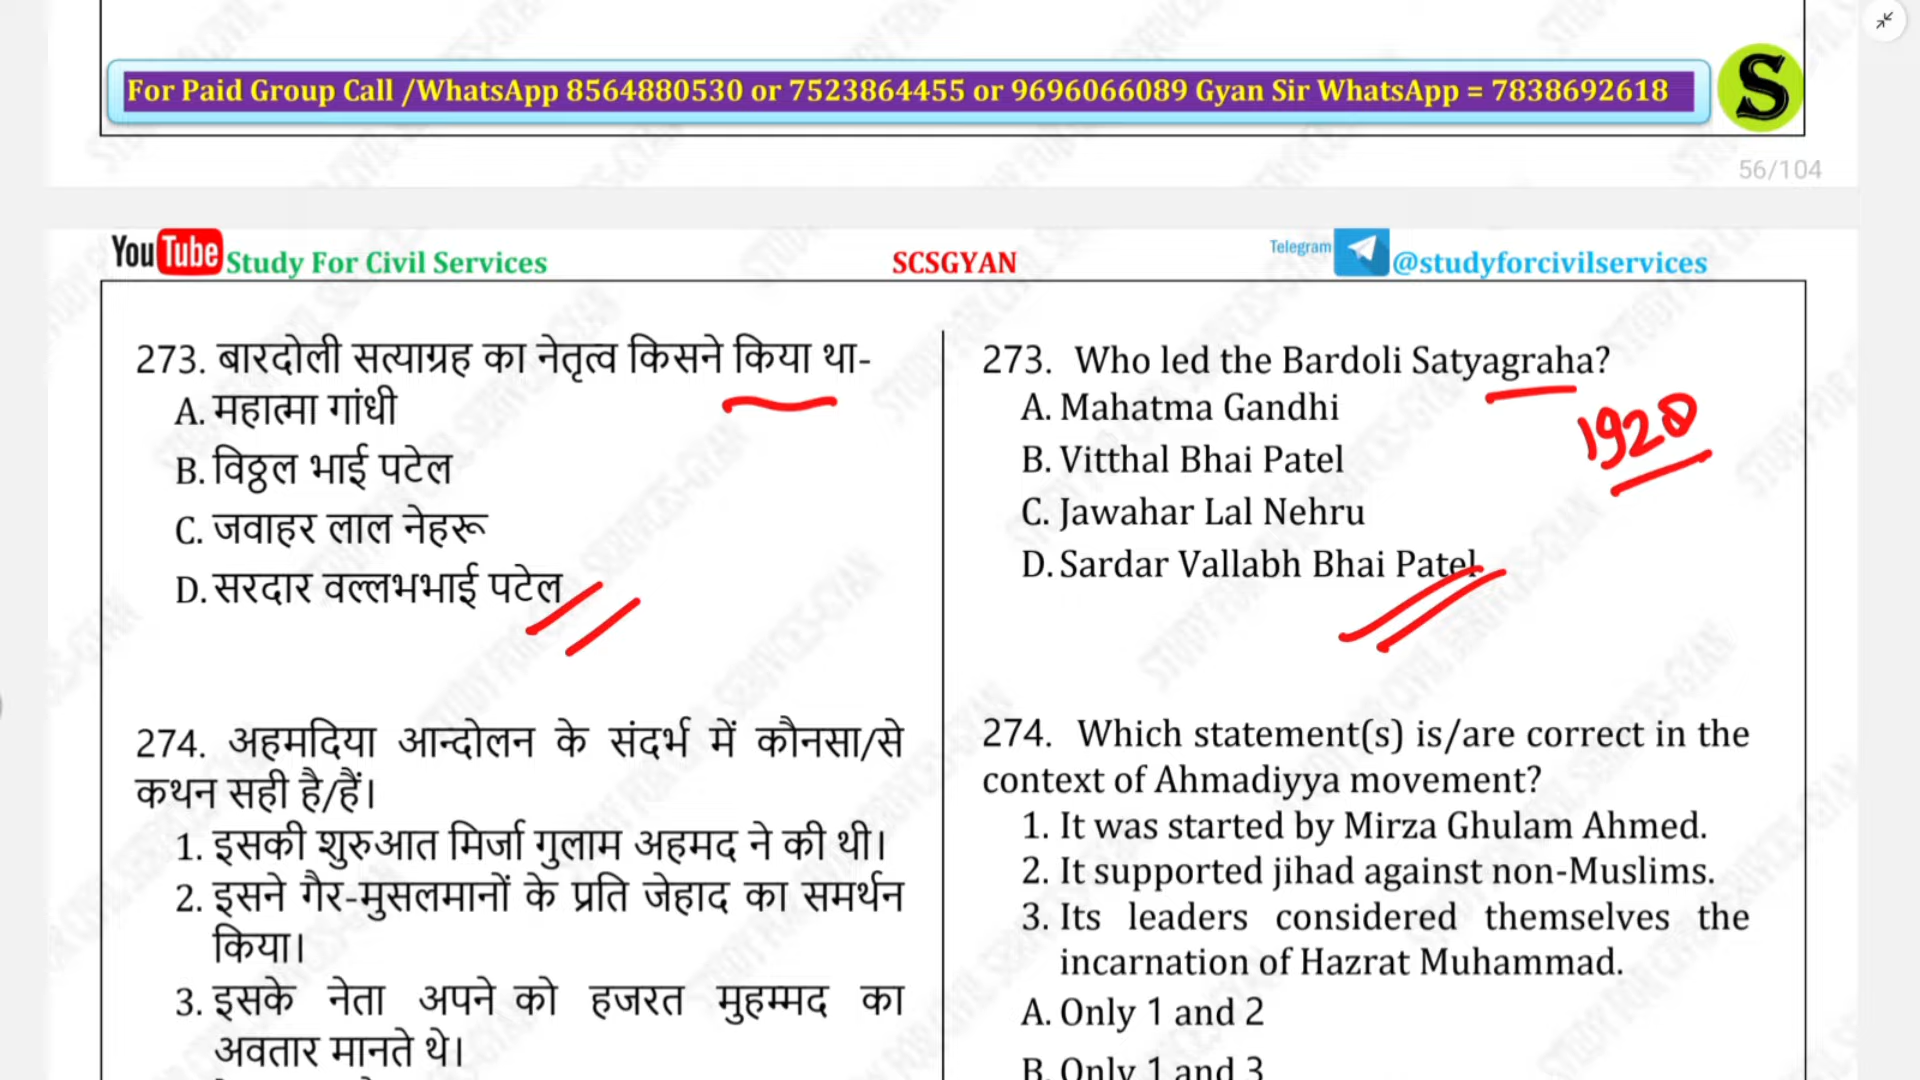 For Paid Group Call /WhatsApp 8564880530 or 7523864455 or 9696066089 Gyan Sir WhatsApp = 7838692618
S
56/104
YouTube Study For Civil Services
SCSGYAN
Telegram @studyforcivilservices
273. बारदोली सत्याग्रह का नेतृत्व किसने किया था-
A. महात्मा गांधी
B. विठ्ठल भाई पटेल
C. जवाहर लाल नेहरू
D. सरदार वल्लभभाई पटेल
274. अहमदिया आन्दोलन के संदर्भ में कौनसा/से
कथन सही है/हैं।
1. इसकी शुरुआत मिर्जा गुलाम अहमद ने की थी।
2. इसने गैर-मुसलमानों के प्रति जेहाद का समर्थन
किया।
3. इसके नेता अपने को हजरत मुहम्मद का
अवतार मानते थे।
273. Who led the Bardoli Satyagraha?
A. Mahatma Gandhi
B. Vitthal Bhai Patel
C. Jawahar Lal Nehru
D. Sardar Vallabh Bhai Patel
1928
274. Which statement(s) is/are correct in the
context of Ahmadiyya movement?
1. It was started by Mirza Ghulam Ahmed.
2. It supported jihad against non-Muslims.
3. Its leaders considered themselves the
incarnation of Hazrat Muhammad.
A. Only 1 and 2
B. Only 1 and 3